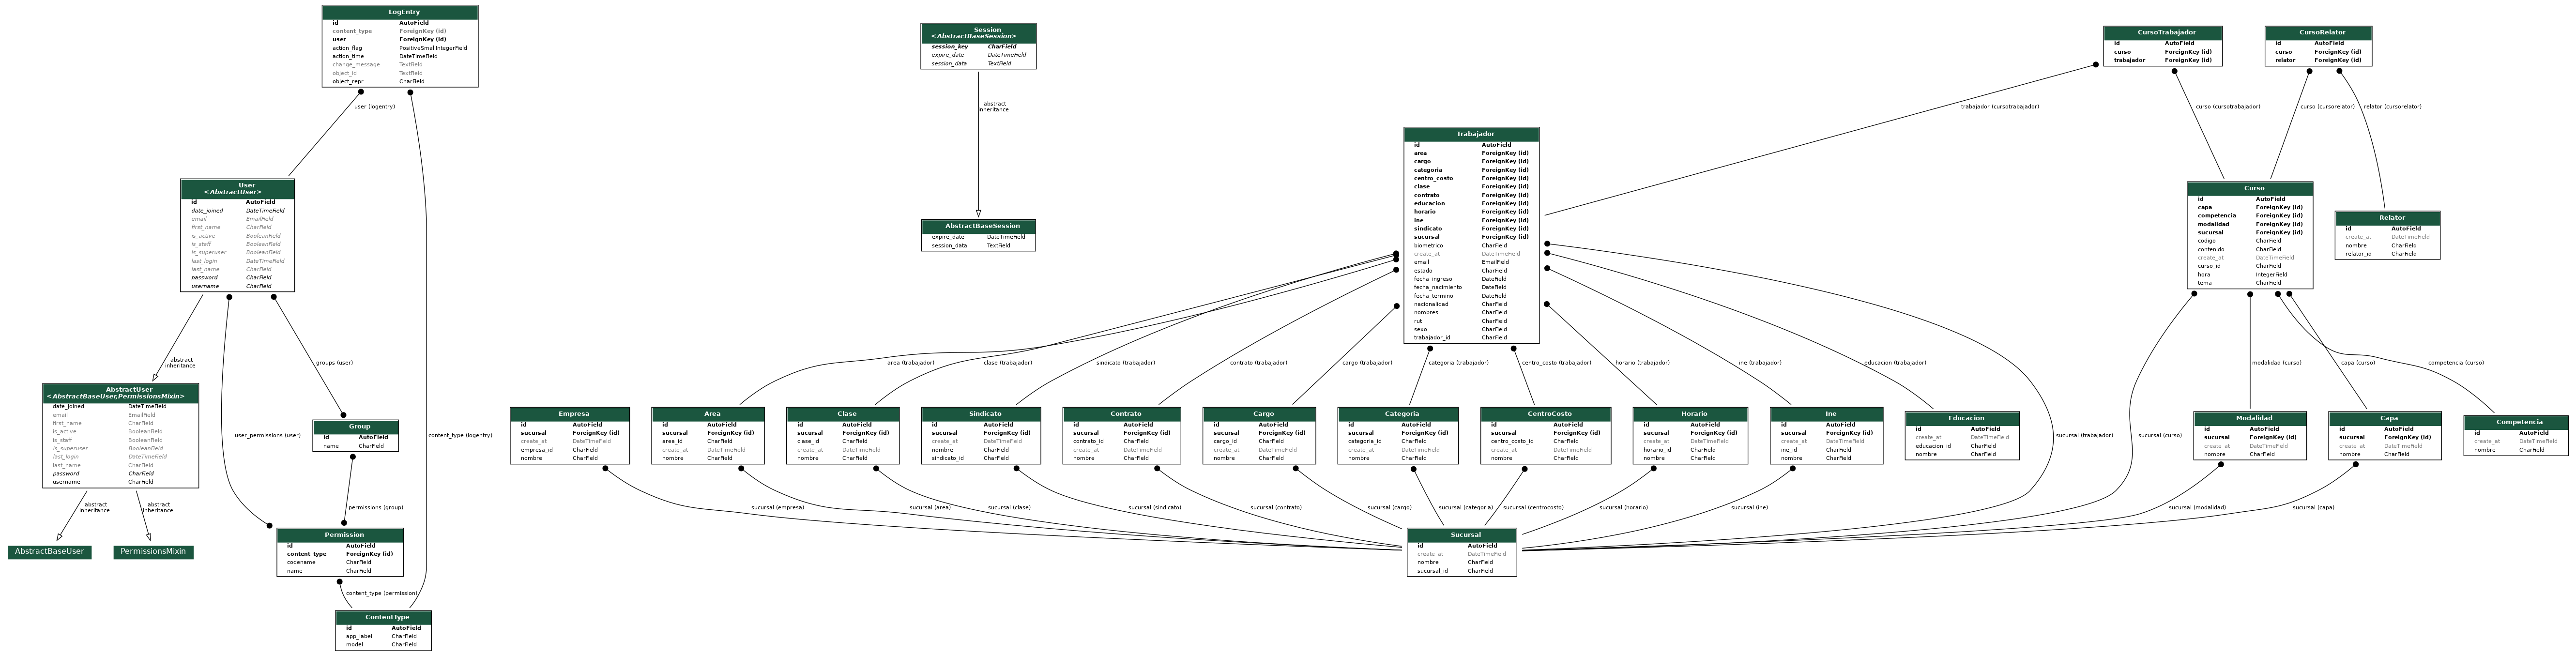 LogEntry
id AutoField
content_type ForeignKey (id)
user ForeignKey (id)
action_flag PositiveSmallIntegerField
action_time DateTimeField
change_message TextField
object_id TextField
object_repr CharField
Session
<AbstractBaseSession>
session_key CharField
expire_date DateTimeField
session_data TextField
CursoTrabajador
id AutoField
curso ForeignKey (id)
trabajador ForeignKey (id)
CursoRelator
id AutoField
curso ForeignKey (id)
relator ForeignKey (id)
user (logentry)
abstract
inheritance
trabajador (cursotrabajador)
curso (cursotrabajador)
curso (cursorelator)
relator (cursorelator)
User
<AbstractUser>
id AutoField
date_joined DateTimeField
email EmailField
first_name CharField
is_active BooleanField
is_staff BooleanField
is_superuser BooleanField
last_login DateTimeField
last_name CharField
password CharField
username CharField
AbstractBaseSession
expire_date DateTimeField
session_data TextField
Trabajador
id AutoField
area ForeignKey (id)
cargo ForeignKey (id)
categoria ForeignKey (id)
centro_costo ForeignKey (id)
clase ForeignKey (id)
contrato ForeignKey (id)
educacion ForeignKey (id)
horario ForeignKey (id)
ine ForeignKey (id)
sindicato ForeignKey (id)
sucursal ForeignKey (id)
biometrico CharField
create_at DateTimeField
email EmailField
estado CharField
fecha_ingreso DateField
fecha_nacimiento DateField
fecha_termino DateField
nacionalidad CharField
nombres CharField
rut CharField
sexo CharField
trabajador_id CharField
Curso
id AutoField
capa ForeignKey (id)
competencia ForeignKey (id)
modalidad ForeignKey (id)
sucursal ForeignKey (id)
codigo CharField
contenido CharField
create_at DateTimeField
curso_id CharField
hora IntegerField
tema CharField
Relator
id AutoField
create_at DateTimeField
nombre CharField
relator_id CharField
abstract
inheritance
groups (user)
area (trabajador)
clase (trabajador)
sindicato (trabajador)
contrato (trabajador)
cargo (trabajador)
categoria (trabajador)
centro_costo (trabajador)
horario (trabajador)
ine (trabajador)
educacion (trabajador)
modalidad (curso)
capa (curso)
competencia (curso)
AbstractUser
<AbstractBaseUser,PermissionsMixin>
date_joined DateTimeField
email EmailField
first_name CharField
is_active BooleanField
is_staff BooleanField
is_superuser BooleanField
last_login DateTimeField
last_name CharField
password CharField
username CharField
Group
id AutoField
name CharField
user_permissions (user)
content_type (logentry)
Empresa
id AutoField
sucursal ForeignKey (id)
create_at DateTimeField
empresa_id CharField
nombre CharField
Area
id AutoField
sucursal ForeignKey (id)
area_id CharField
create_at DateTimeField
nombre CharField
Clase
id AutoField
sucursal ForeignKey (id)
clase_id CharField
create_at DateTimeField
nombre CharField
Sindicato
id AutoField
sucursal ForeignKey (id)
create_at DateTimeField
nombre CharField
sindicato_id CharField
Contrato
id AutoField
sucursal ForeignKey (id)
contrato_id CharField
create_at DateTimeField
nombre CharField
Cargo
id AutoField
sucursal ForeignKey (id)
cargo_id CharField
create_at DateTimeField
nombre CharField
Categoria
id AutoField
sucursal ForeignKey (id)
categoria_id CharField
create_at DateTimeField
nombre CharField
CentroCosto
id AutoField
sucursal ForeignKey (id)
centro_costo_id CharField
create_at DateTimeField
nombre CharField
Horario
id AutoField
sucursal ForeignKey (id)
create_at DateTimeField
horario_id CharField
nombre CharField
Ine
id AutoField
sucursal ForeignKey (id)
create_at DateTimeField
ine_id CharField
nombre CharField
Educacion
id AutoField
create_at DateTimeField
educacion_id CharField
nombre CharField
sucursal (trabajador)
sucursal (curso)
Modalidad
id AutoField
sucursal ForeignKey (id)
create_at DateTimeField
nombre CharField
Capa
id AutoField
sucursal ForeignKey (id)
create_at DateTimeField
nombre CharField
Competencia
id AutoField
create_at DateTimeField
nombre CharField
abstract
inheritance
abstract
inheritance
permissions (group)
sucursal (empresa)
sucursal (area)
sucursal (clase)
sucursal (sindicato)
sucursal (contrato)
sucursal (cargo)
sucursal (categoria)
sucursal (centrocosto)
sucursal (horario)
sucursal (ine)
sucursal (modalidad)
sucursal (capa)
AbstractBaseUser
PermissionsMixin
Permission
id AutoField
content_type ForeignKey (id)
codename CharField
name CharField
Sucursal
id AutoField
create_at DateTimeField
nombre CharField
sucursal_id CharField
content_type (permission)
ContentType
id AutoField
app_label CharField
model CharField